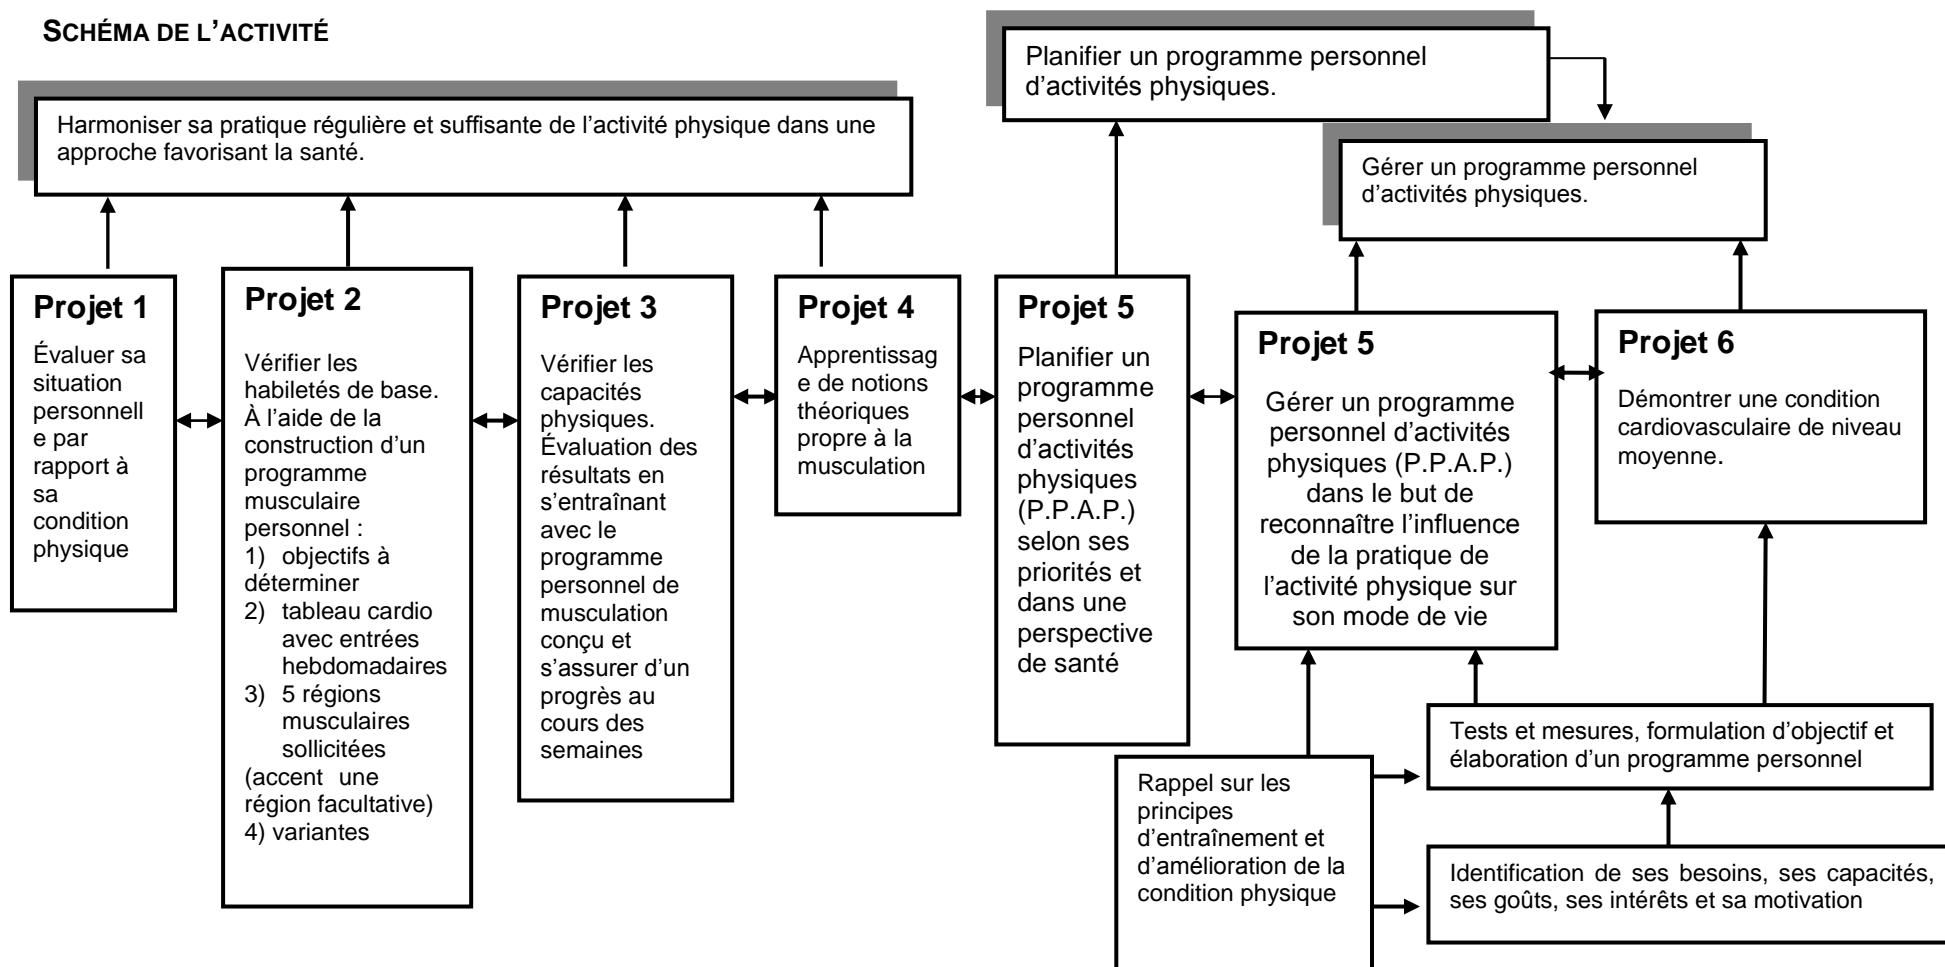 SCHÉMA DE L’ACTIVITÉ
Planifier un programme personnel
d’activités physiques.
Harmoniser sa pratique régulière et suffisante de l’activité physique dans une
approche favorisant la santé.
Gérer un programme personnel
d’activités physiques.
Projet 1
Évaluer sa
situation
personnell
e par
rapport à
sa
condition
physique
Projet 2
Vérifier les
habiletés de base.
À l’aide de la
construction d’un
programme
musculaire
personnel :
1) objectifs à
déterminer
2) tableau cardio
avec entrées
hebdomadaires
3) 5 régions
musculaires
sollicitées
(accent une
région facultative)
4) variantes
Projet 3
Vérifier les
capacités
physiques.
Évaluation des
résultats en
s’entraînant
avec le
programme
personnel de
musculation
conçu et
s’assurer d’un
progrès au
cours des
semaines
Projet 4
Apprentissag
e de notions
théoriques
propre à la
musculation
Projet 5
Planifier un
programme
personnel
d’activités
physiques
(P.P.A.P.)
selon ses
priorités et
dans une
perspective
de santé
Projet 5
Gérer un programme
personnel d’activités
physiques (P.P.A.P.)
dans le but de
reconnaître l’influence
de la pratique de
l’activité physique sur
son mode de vie
Projet 6
Démontrer une condition
cardiovasculaire de niveau
moyenne.
Rappel sur les
principes
d’entraînement et
d’amélioration de la
condition physique
Tests et mesures, formulation d’objectif et
élaboration d’un programme personnel
Identification de ses besoins, ses capacités,
ses goûts, ses intérêts et sa motivation